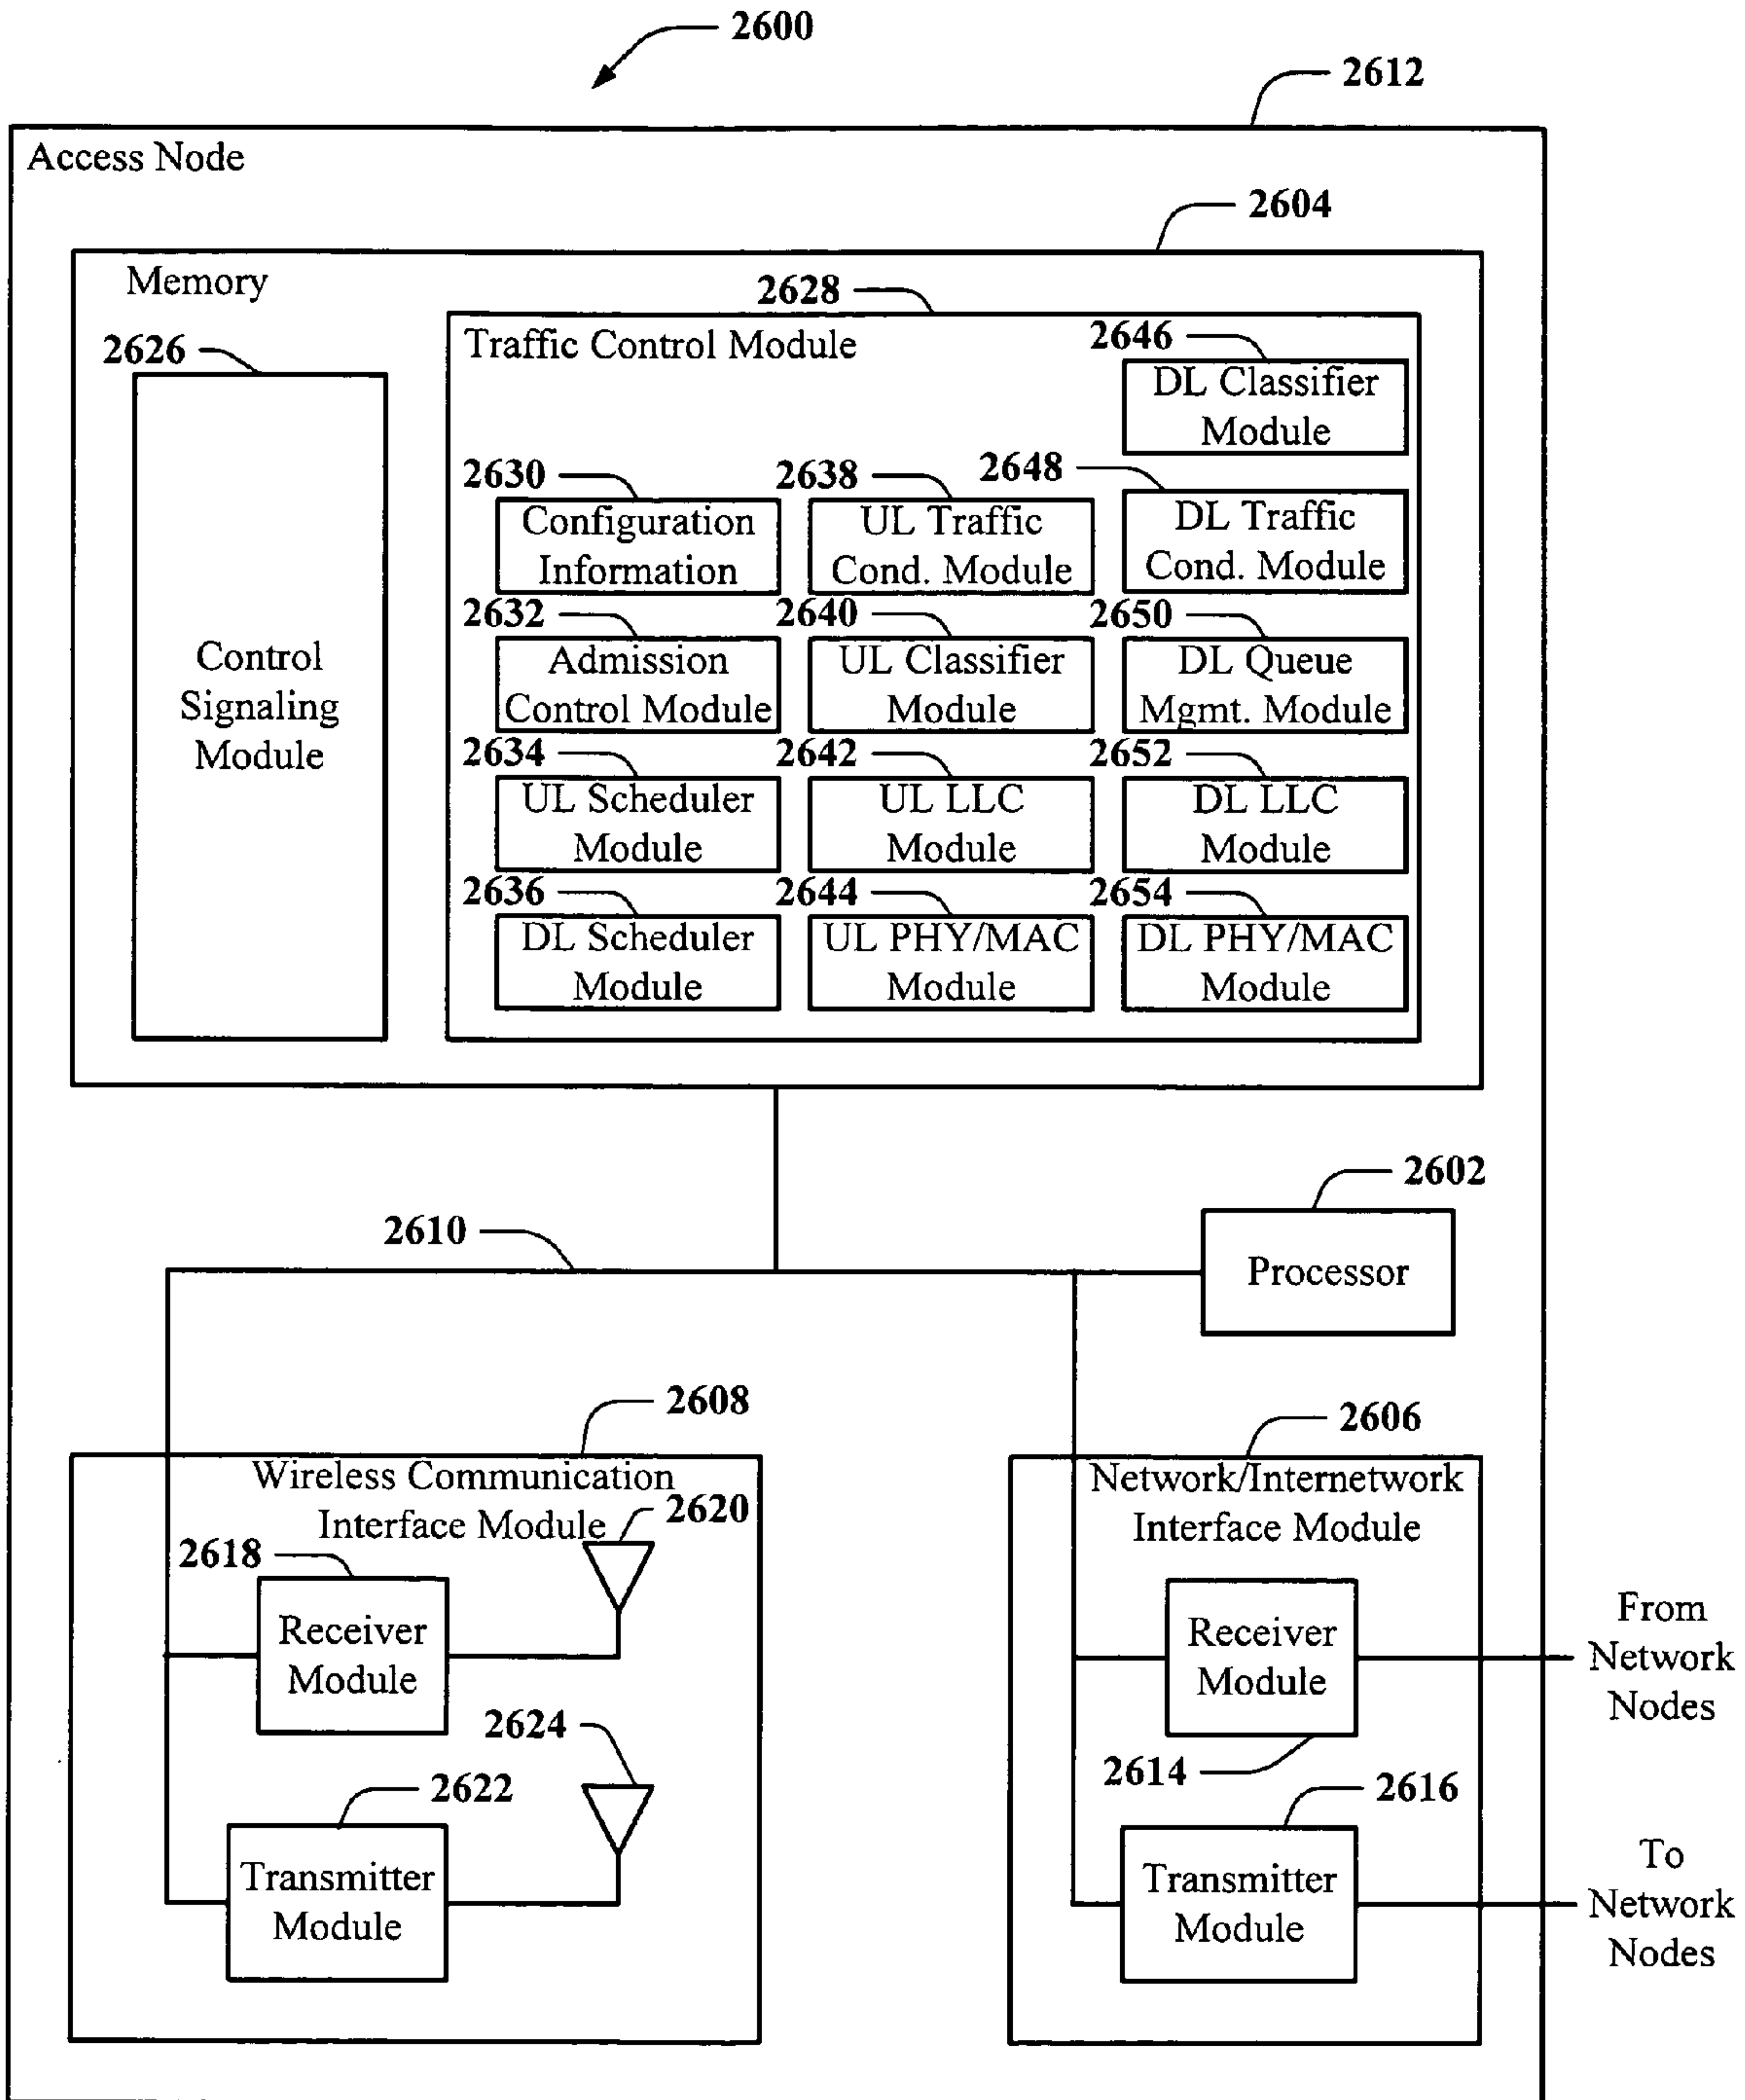 2600
2612
Access Node
2604
Memory
2628
2626
Traffic Control Module
2646
DL Classifier
Module
2630
2638
2648
Configuration
Information
UL Traffic
Cond. Module
DL Traffic
Cond. Module
2632
2640
2650
Admission
Control Module
UL Classifier
Module
DL Queue
Mgmt. Module
Control
Signaling
Module
2634
2642
2652
UL Scheduler
Module
UL LLC
Module
DL LLC
Module
2636
2644
2654
DL Scheduler
Module
UL PHY/MAC
Module
DL PHY/MAC
Module
2602
2610
Processor
2608
2606
Wireless Communication
Interface Module
2620
2618
Receiver
Module
2624
2622
Transmitter
Module
Network/Internetwork
Interface Module
Receiver
Module
From
Network
Nodes
2614
2616
Transmitter
Module
To
Network
Nodes